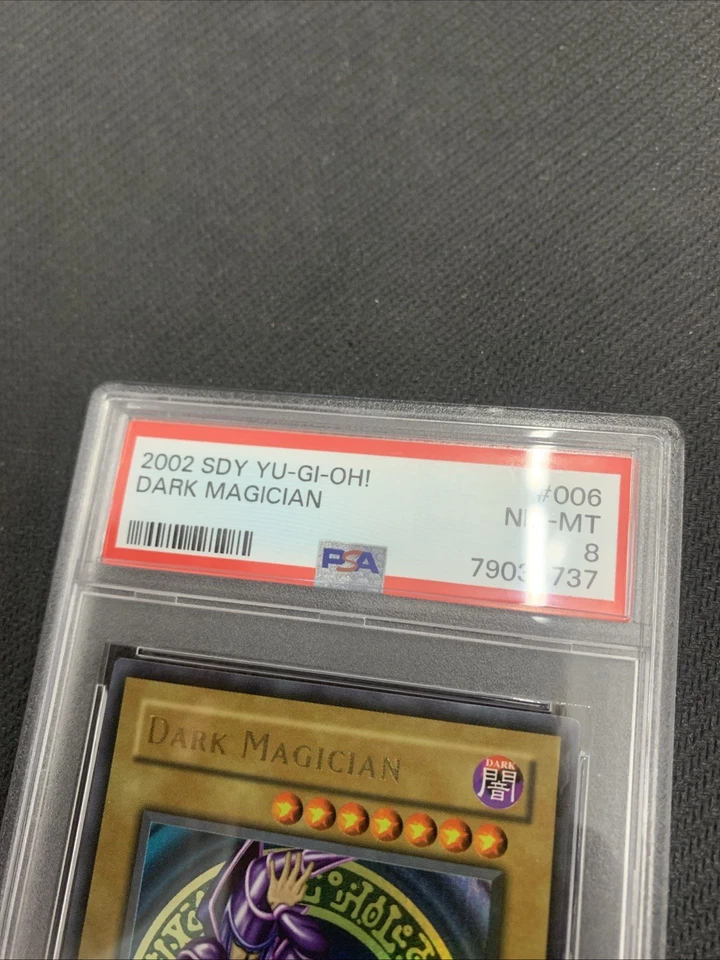 2002 SDY YU-GI-OH!
DARK MAGICIAN
#006
8
PSA
DARK MAGICIAN
DARK
闇